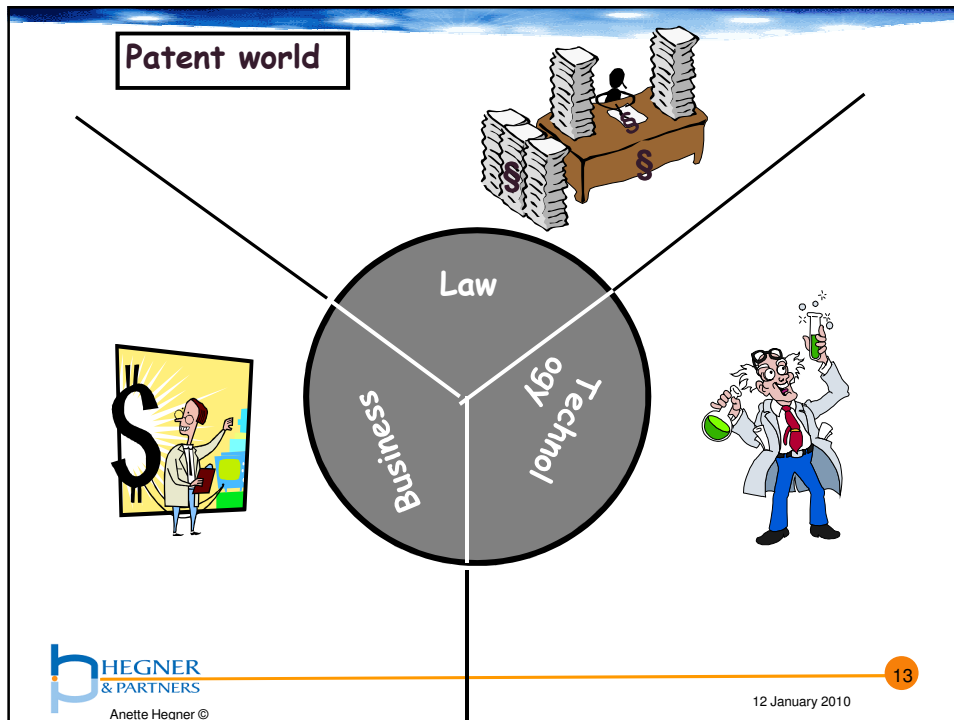 Patent world
§
§
§
Law
Business
Technol
ogy
$
HEGNER
& PARTNERS
Anette Hegner ©
12 January 2010
13